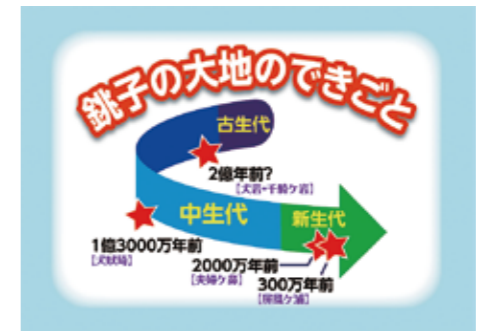 銚子の大地のできごと
古生代
2億年前?
[犬岩・千騎ケ岩]
中生代
新生代
1億3000万年前
[犬吠埼]
2000万年前
[夫婦ケ鼻]
300万年前
[屏風ケ浦]